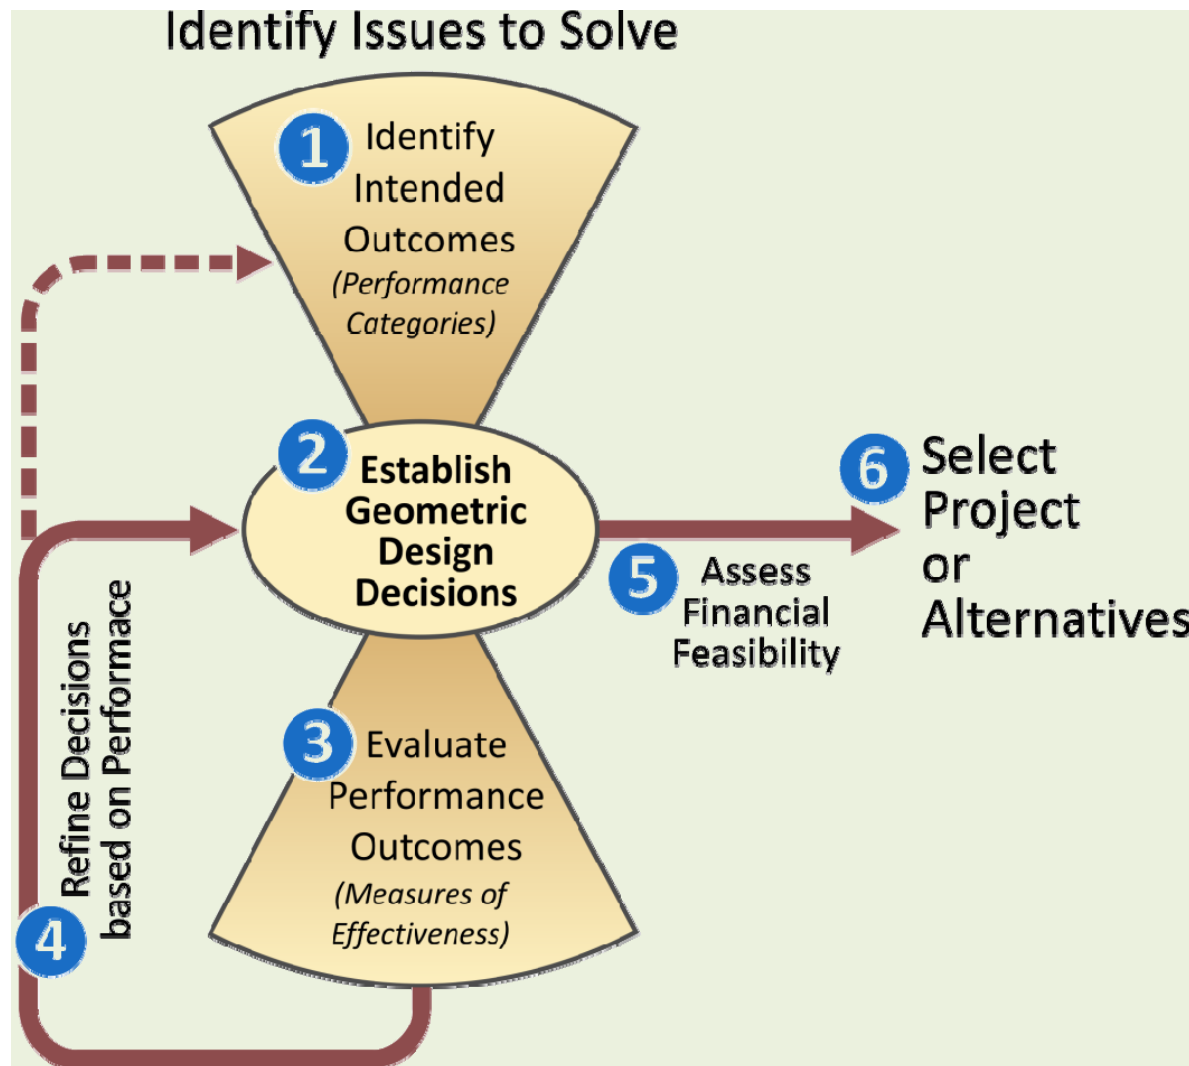 Identify Issues to Solve
1 Identify
Intended
Outcomes
(Performance
Categories)
2
Establish
Geometric
Design
Decisions
3 Evaluate
Performance
Outcomes
(Measures of
Effectiveness)
4
Refine Decisions
based on Performace
5 Assess
Financial
Feasibility
6 Select
Project
or
Alternatives